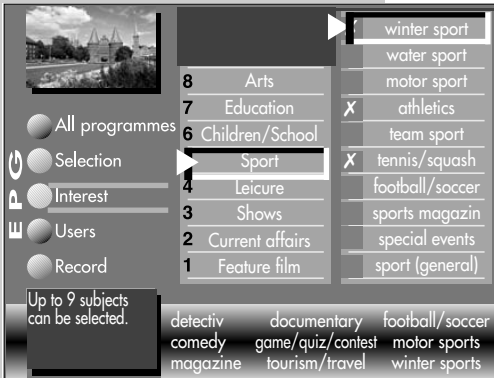 EPG
All programmes
Selection
Interest
Users
Record
8 Arts
7 Education
6 Children/School
Sport
4 Leicure
3 Shows
2 Current affairs
1 Feature film
✗ winter sport
water sport
motor sport
✗ athletics
team sport
✗ tennis/squash
football/soccer
sports magazin
special events
sport (general)
Up to 9 subjects
can be selected.
detectiv documentary football/soccer
comedy game/quiz/contest motor sports
magazine tourism/travel winter sports